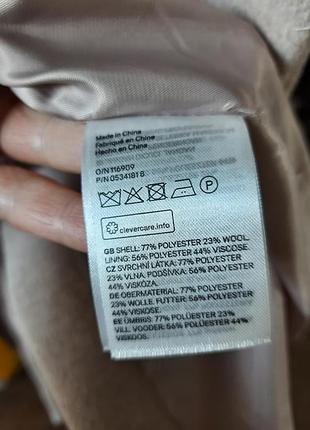 Made in China
Fabriqué en Chine
Hecho en China
O/N 116909
P/N 0534181 B
P
clevercare.info
GB SHELL: 77% POLYESTER 23% WOOL.
LINING: 56% POLYESTER 44% VISCOSE.
CZ SVRCHNÍ LÁTKA: 77% POLYESTER
23% VLNA. PODŠÍVKA: 56% POLYESTER
44% VISKÓZA.
DE OBERMATERIAL: 77% POLYESTER
23% WOLLE. FUTTER: 56% POLYESTER
44% VISKOSE.
EE ÜMBRIS: 77% POLÜESTER 23%
VILL. VOODER: 56% POLÜESTER 44%
VISKOOS.